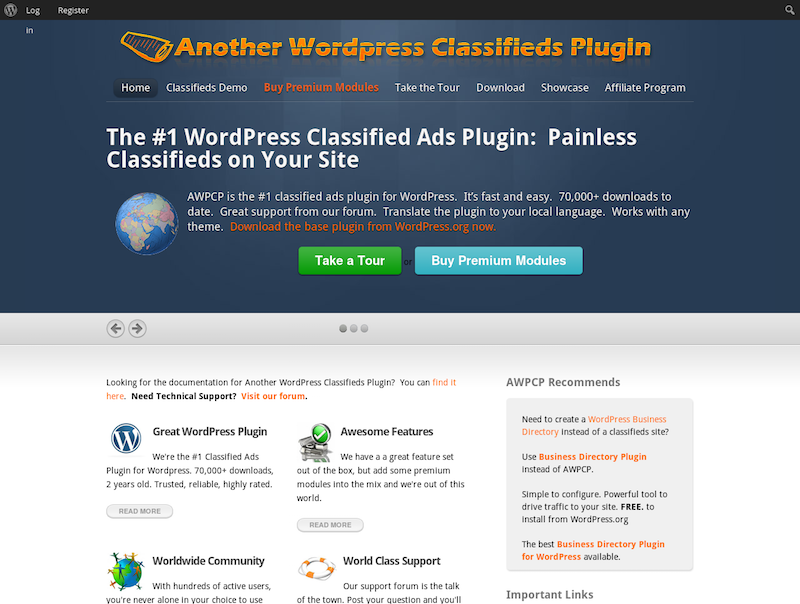 Log in
Register
Another Wordpress Classifieds Plugin
Home Classifieds Demo Buy Premium Modules Take the Tour Download Showcase Affiliate Program
The #1 WordPress Classified Ads Plugin: Painless
Classifieds on Your Site
AWPCP is the #1 classified ads plugin for WordPress. It's fast and easy. 70,000+ downloads to
date. Great support from our forum. Translate the plugin to your local language. Works with any
theme. Download the base plugin from WordPress.org now.
Take a Tour or Buy Premium Modules
Looking for the documentation for Another WordPress Classifieds Plugin? You can find it
here. Need Technical Support? Visit our forum.
Great WordPress Plugin
We're the #1 Classified Ads
Plugin for Wordpress. 70,000+ downloads,
2 years old. Trusted, reliable, highly rated.
READ MORE
Awesome Features
We have a a great feature set
out of the box, but add some premium
modules into the mix and we're out of this
world.
READ MORE
Worldwide Community
With hundreds of active users,
you're never alone in your choice to use
World Class Support
Our support forum is the talk
of the town. Post your question and you'll
AWPCP Recommends
Need to create a WordPress Business
Directory instead of a classifieds site?
Use Business Directory Plugin
instead of AWPCP.
Simple to configure. Powerful tool to
drive traffic to your site. FREE. to
install from WordPress.org
The best Business Directory Plugin
for WordPress available.
Important Links